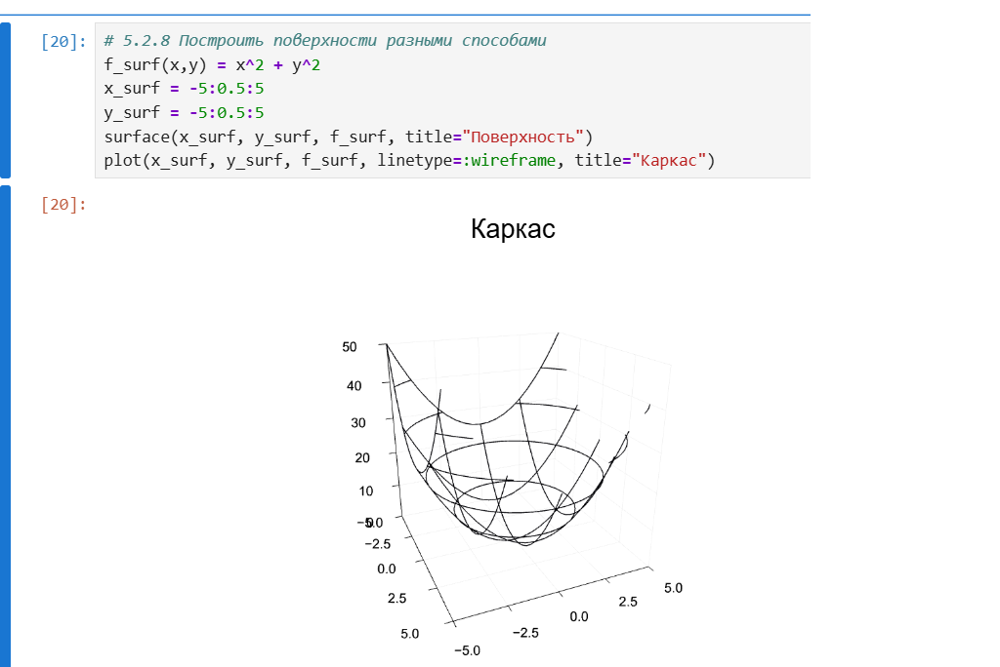 [20]: # 5.2.8 Построить поверхности разными способами
f_surf(x,y) = x^2 + y^2
x_surf = -5:0.5:5
y_surf = -5:0.5:5
surface(x_surf, y_surf, f_surf, title="Поверхность")
plot(x_surf, y_surf, f_surf, linetype=:wireframe, title="Каркас")
[20]:
Каркас
50
40
30
20
10
0
−5.0
−2.5
0.0
2.5
5.0
−5.0
−2.5
0.0
2.5
5.0